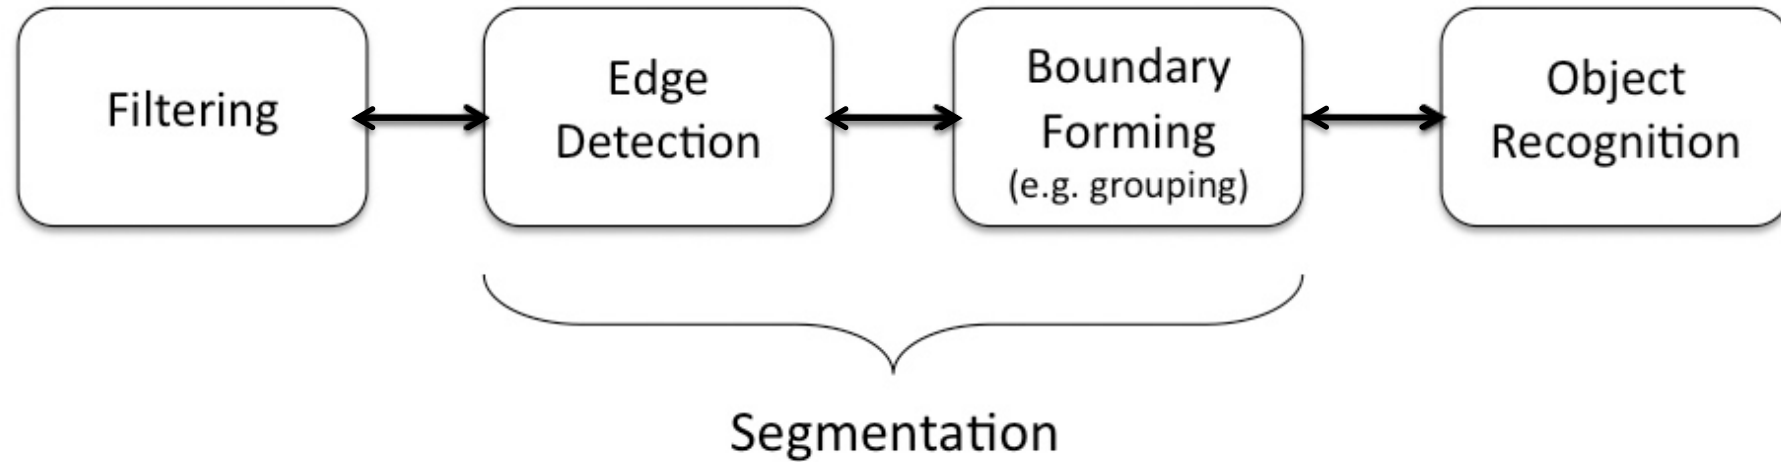 Filtering
Edge
Detection
Boundary
Forming
(e.g. grouping)
Object
Recognition
Segmentation